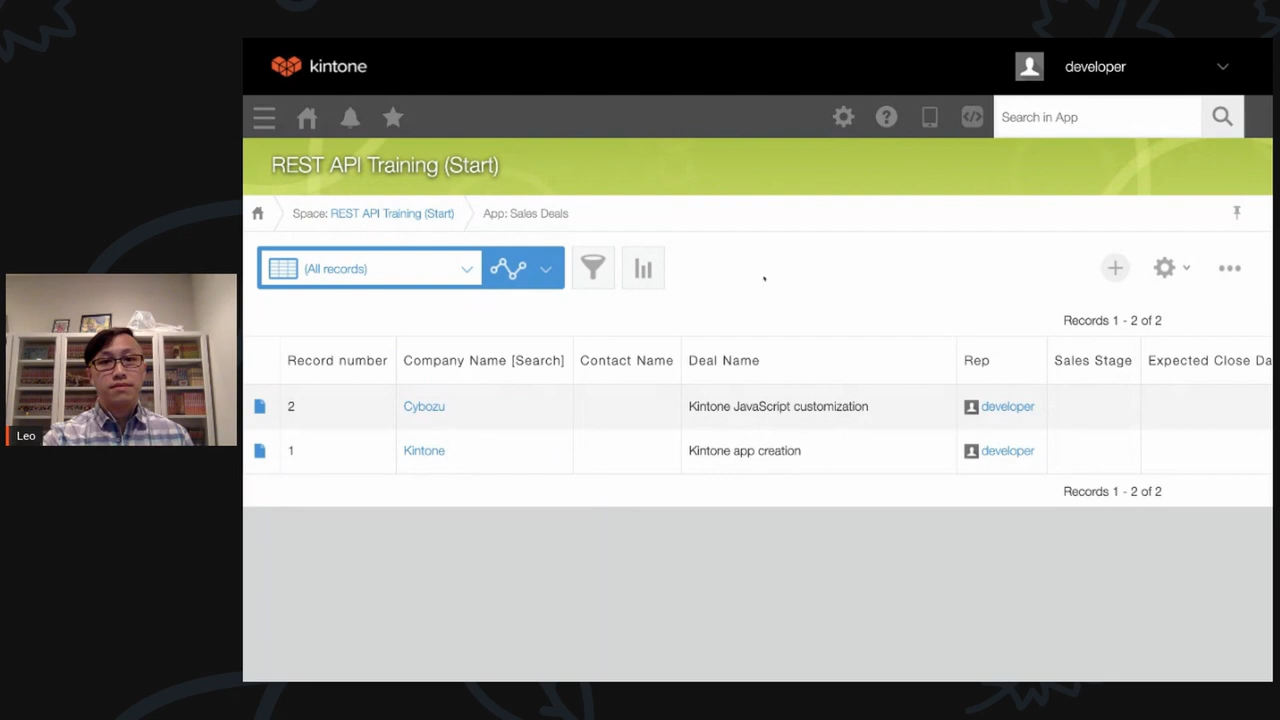 kintone
developer
Search in App
REST API Training (Start)
Space: REST API Training (Start) App: Sales Deals
(All records)
Records 1 - 2 of 2
Record number Company Name [Search] Contact Name Deal Name Rep Sales Stage Expected Close Da
2 Cybozu Kintone JavaScript customization developer
1 Kintone Kintone app creation developer
Records 1 - 2 of 2
Leo